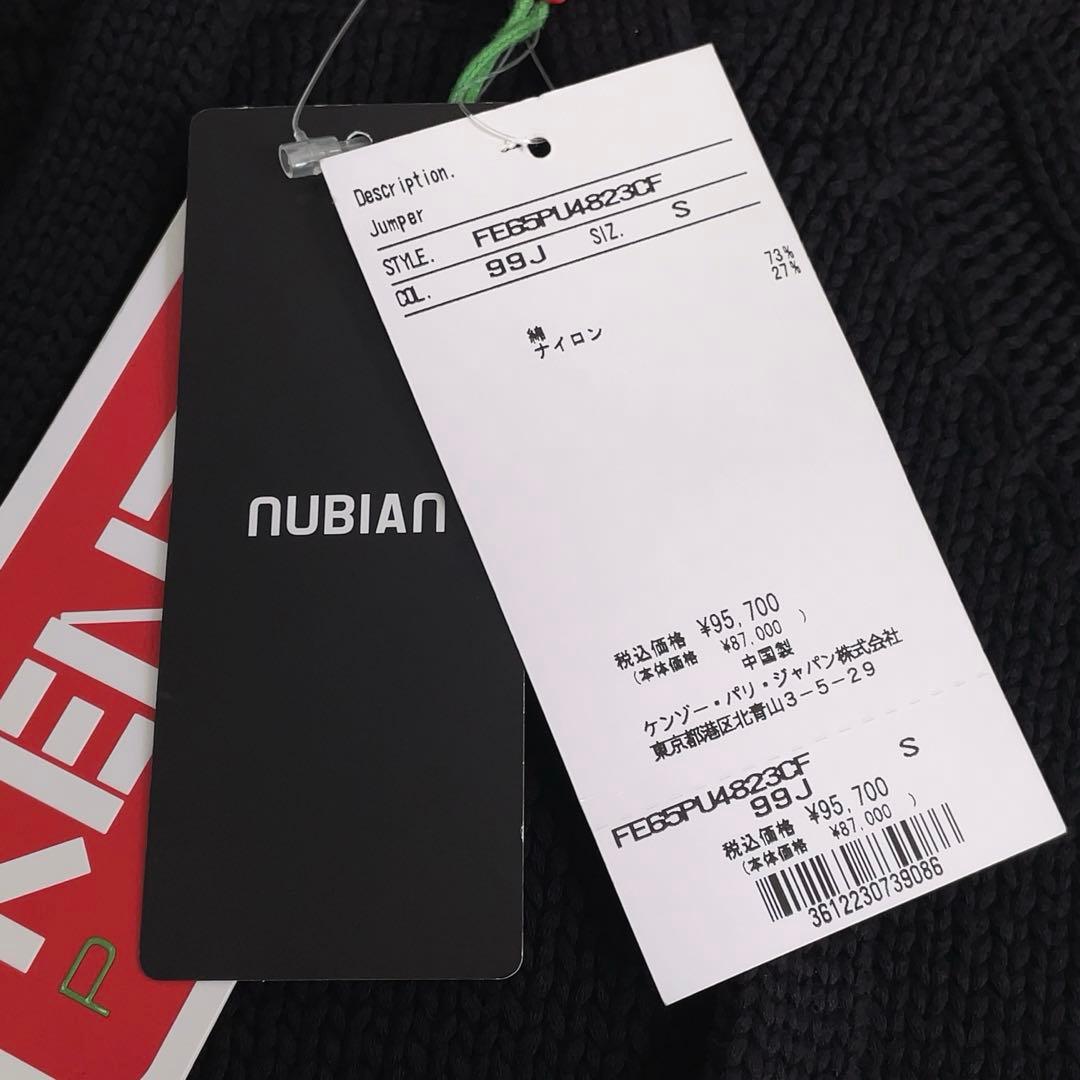 Description.
Jumper
STYLE. FE65PU4823CF
COL. 99J SIZ. S
綿 73%
ナイロン 27%
税込価格 ¥95,700
(本体価格 ¥87,000 )
中国製
ケンゾー・パリ・ジャパン株式会社
東京都港区北青山3-5-29
FE65PU4823CF S
99J
税込価格 ¥95,700
(本体価格 ¥87,000 )
3612230739086
NUBIAN
KEN
P